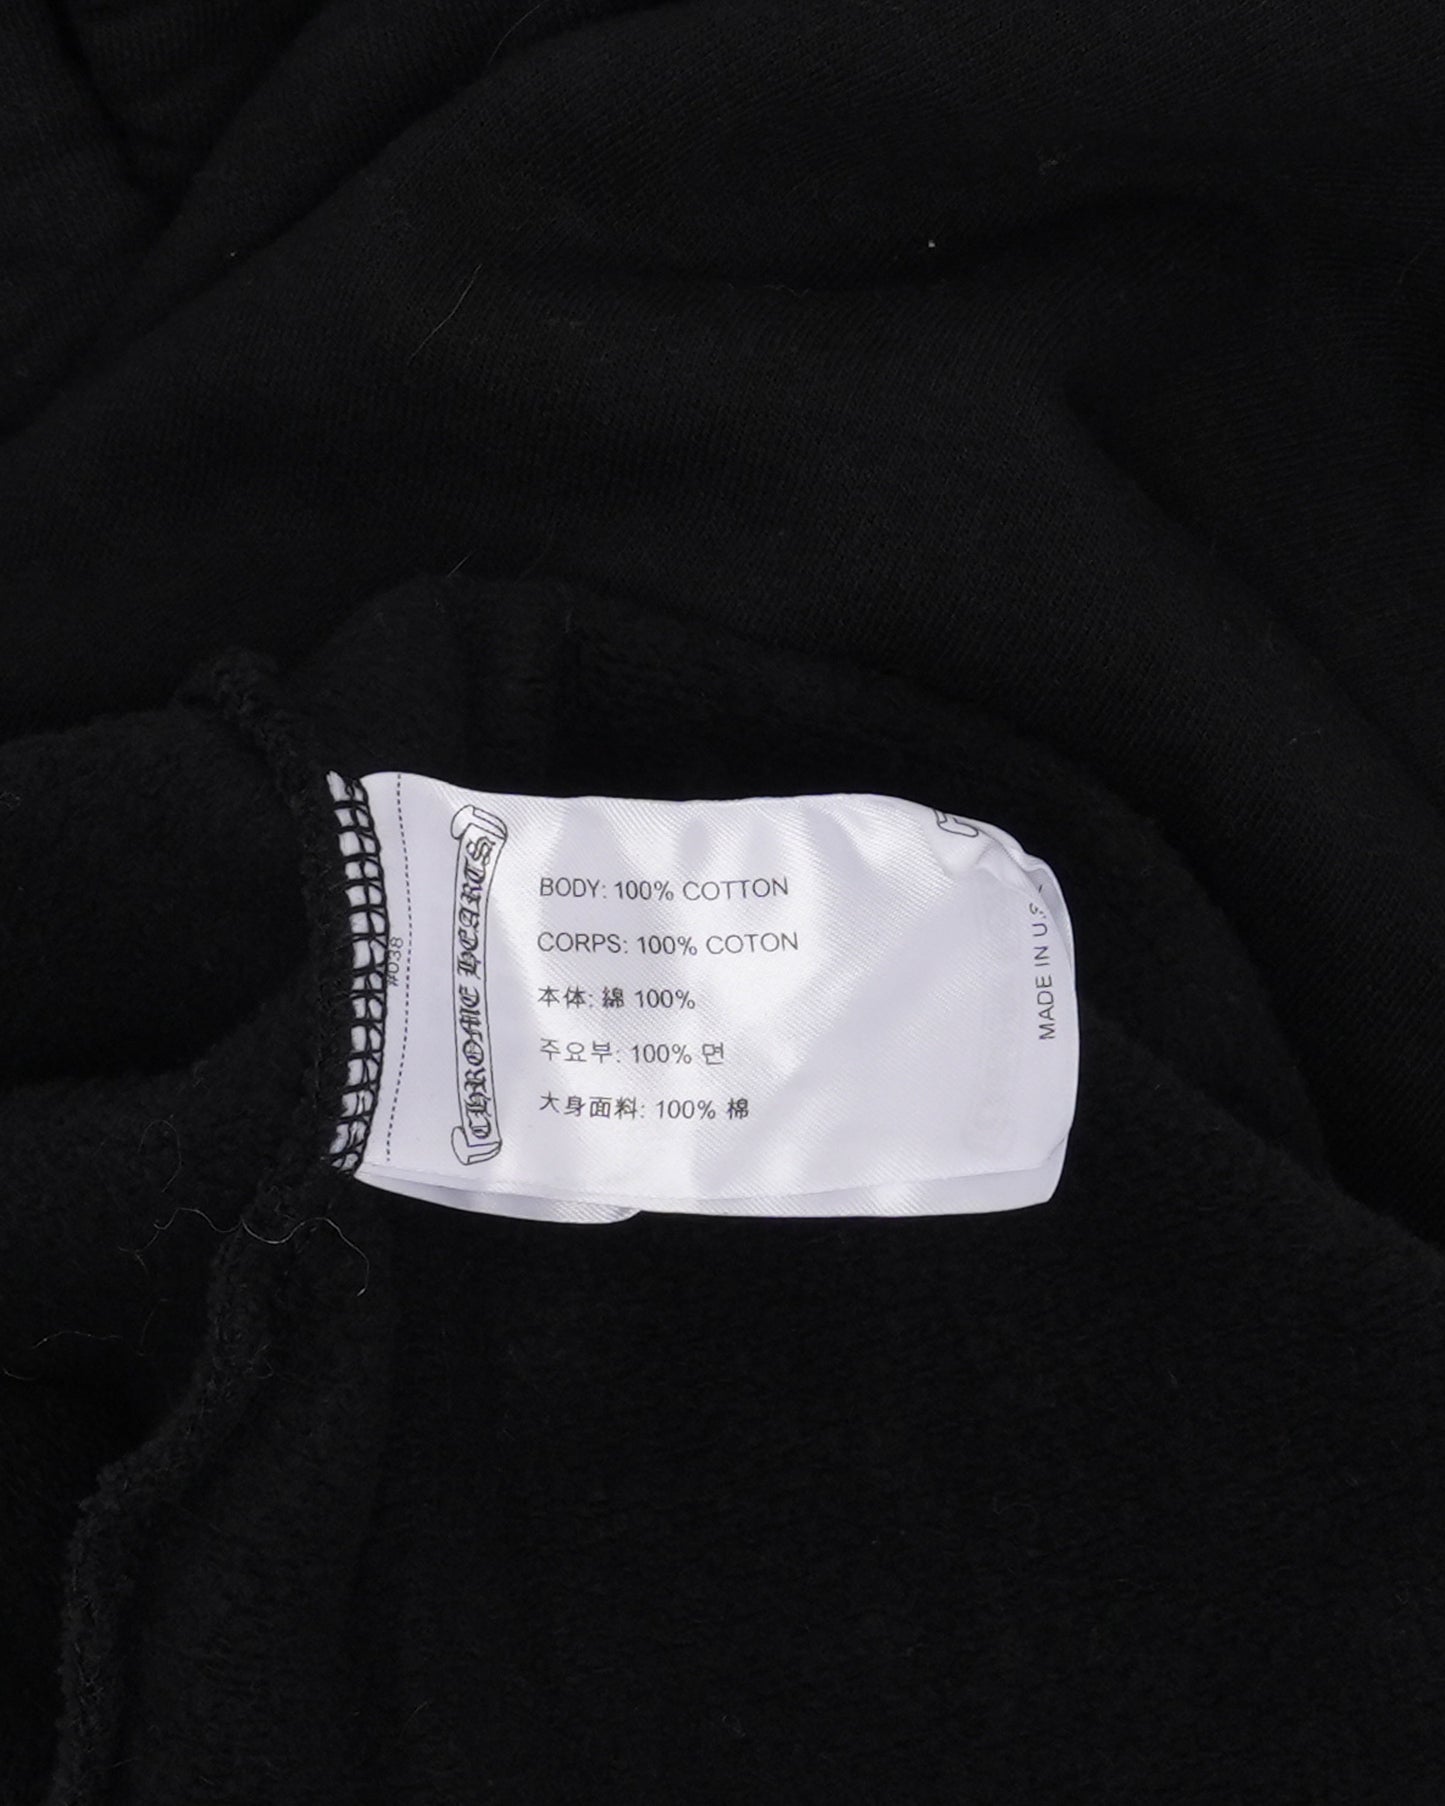 #038
CHROME HEARTS
BODY: 100% COTTON
CORPS: 100% COTON
本体: 綿 100%
주요부: 100% 면
大身面料: 100% 棉
MADE IN U.S.